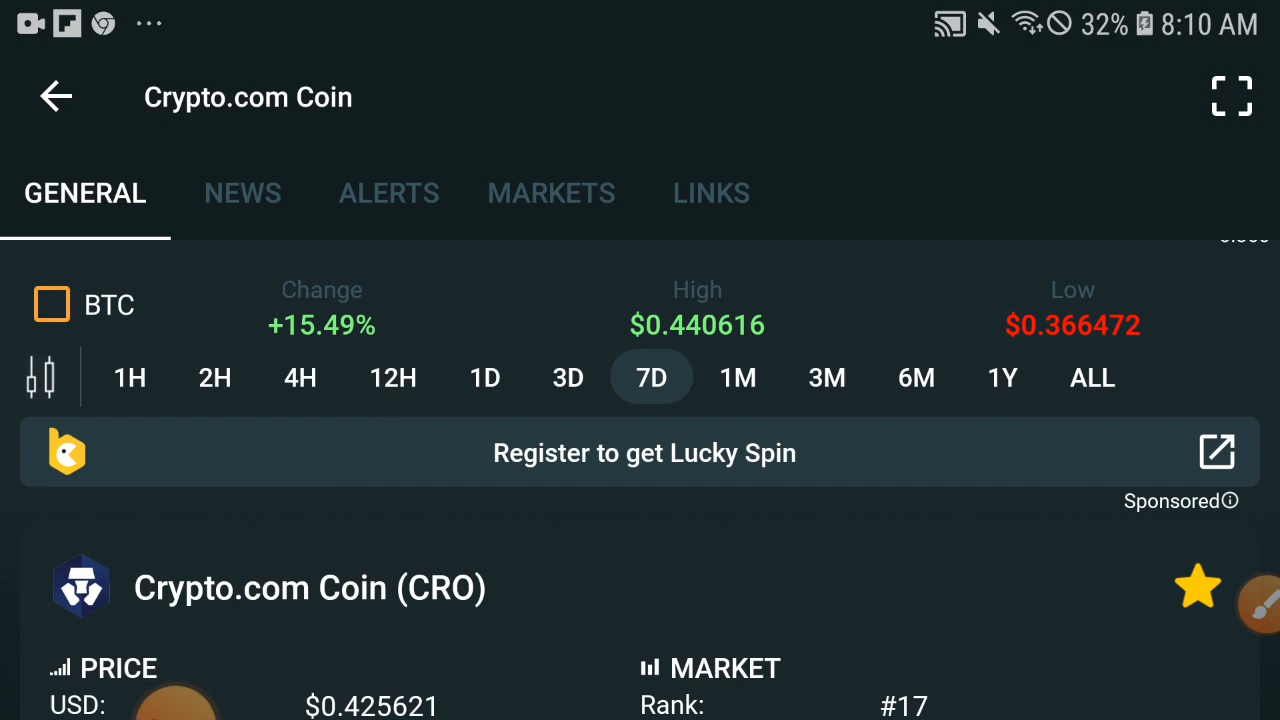 32% 8:10 AM
Crypto.com Coin
GENERAL NEWS ALERTS MARKETS LINKS
BTC
Change High Low
+15.49% $0.440616 $0.366472
1H 2H 4H 12H 1D 3D 7D 1M 3M 6M 1Y ALL
Register to get Lucky Spin
Sponsored
Crypto.com Coin (CRO)
PRICE MARKET
USD: $0.425621 Rank: #17